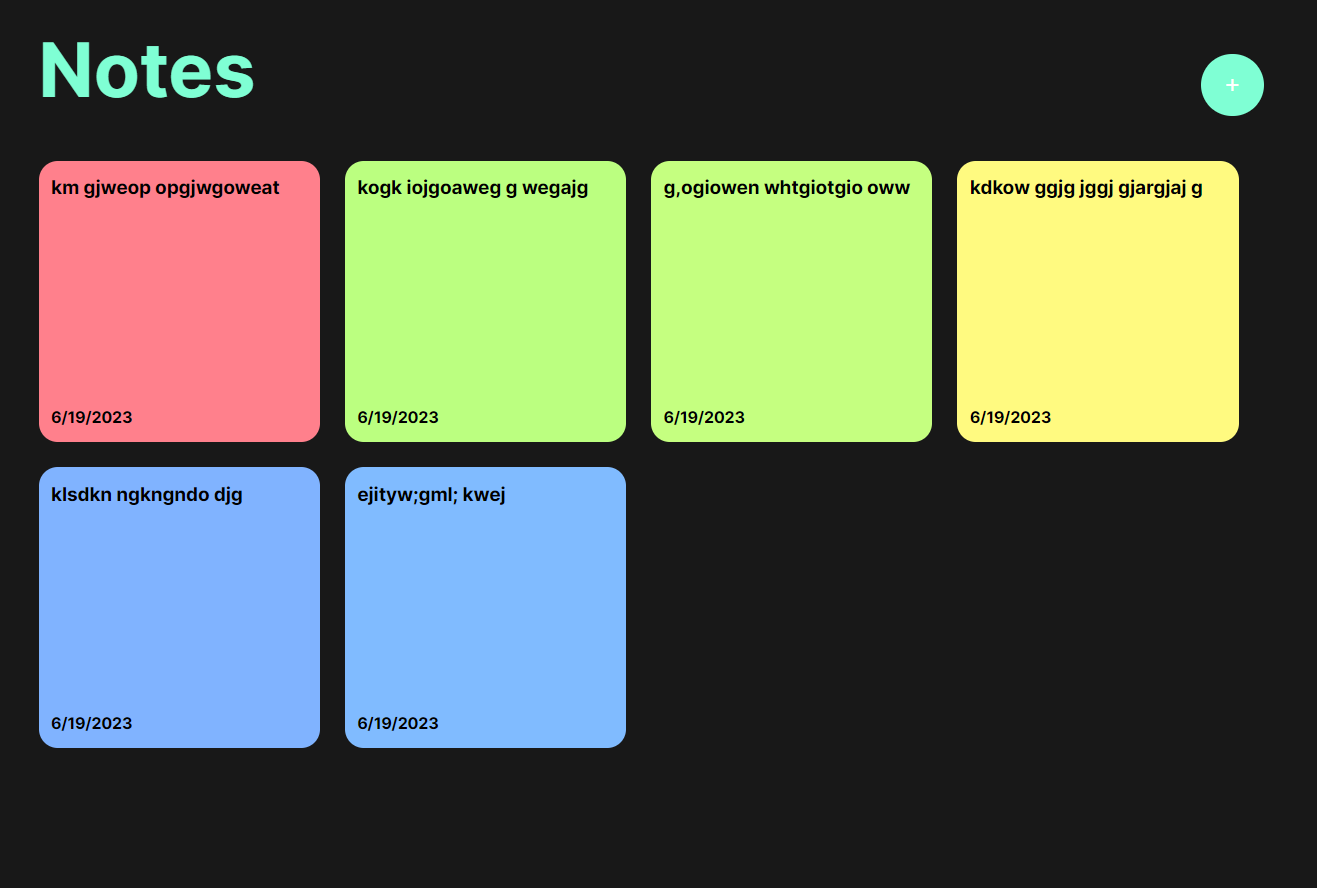 Notes
+
km gjweop opgjwgoweat
kogk iojgoaweg g wegajg
g,ogiowen whtgiotgio oww
kdkow ggjg jggj gjargjaj g
6/19/2023
6/19/2023
6/19/2023
6/19/2023
klsdkn ngkngndo djg
ejityw;gml; kwej
6/19/2023
6/19/2023